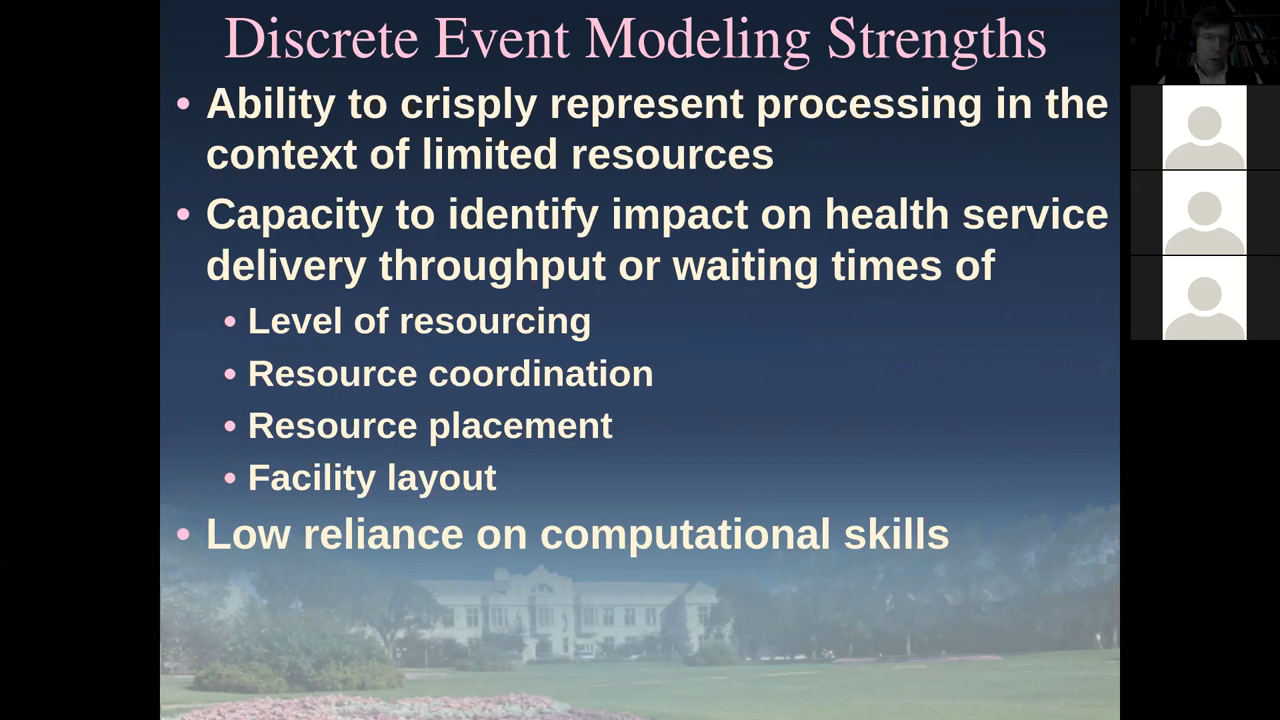 Discrete Event Modeling Strengths
• Ability to crisply represent processing in the
context of limited resources
• Capacity to identify impact on health service
delivery throughput or waiting times of
• Level of resourcing
• Resource coordination
• Resource placement
• Facility layout
• Low reliance on computational skills